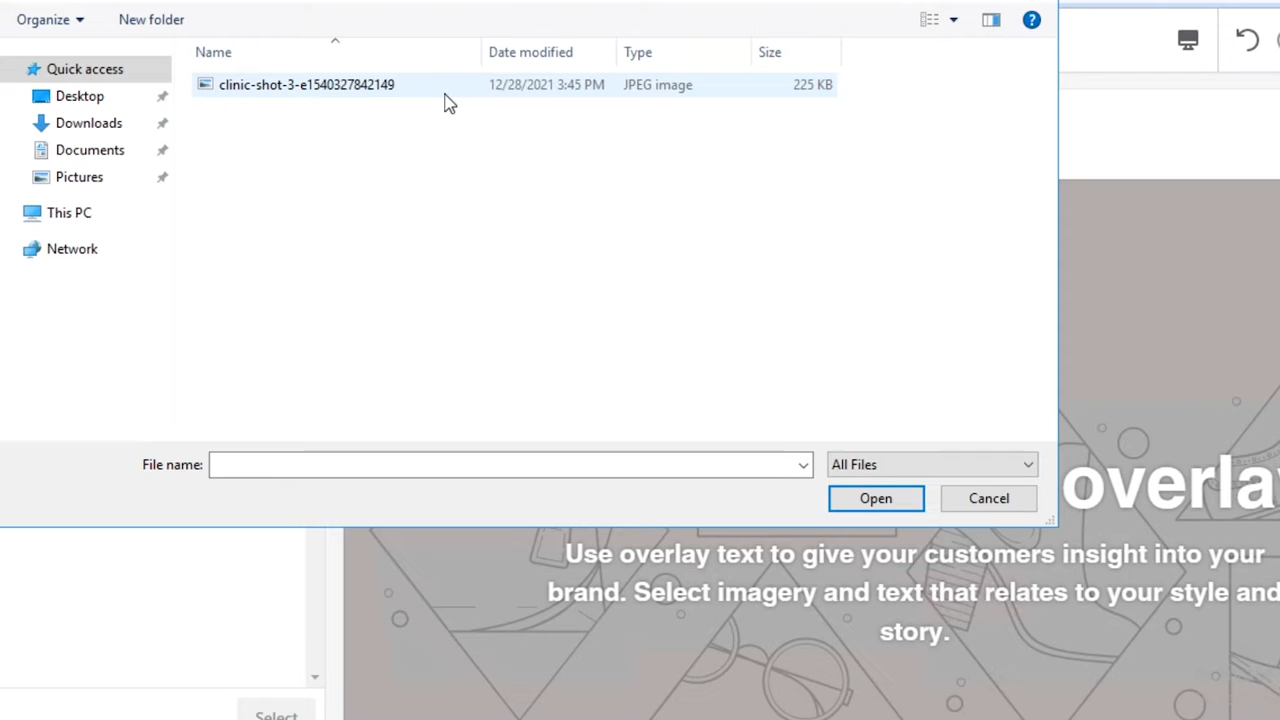 Organize
New folder
Name
Date modified
Type
Size
Quick access
clinic-shot-3-e1540327842149
12/28/2021 3:45 PM
JPEG image
225 KB
Desktop
Downloads
Documents
Pictures
This PC
Network
File name:
All Files
Open
Cancel
overlay
Use overlay text to give your customers insight into your
brand. Select imagery and text that relates to your style and
story.
Select